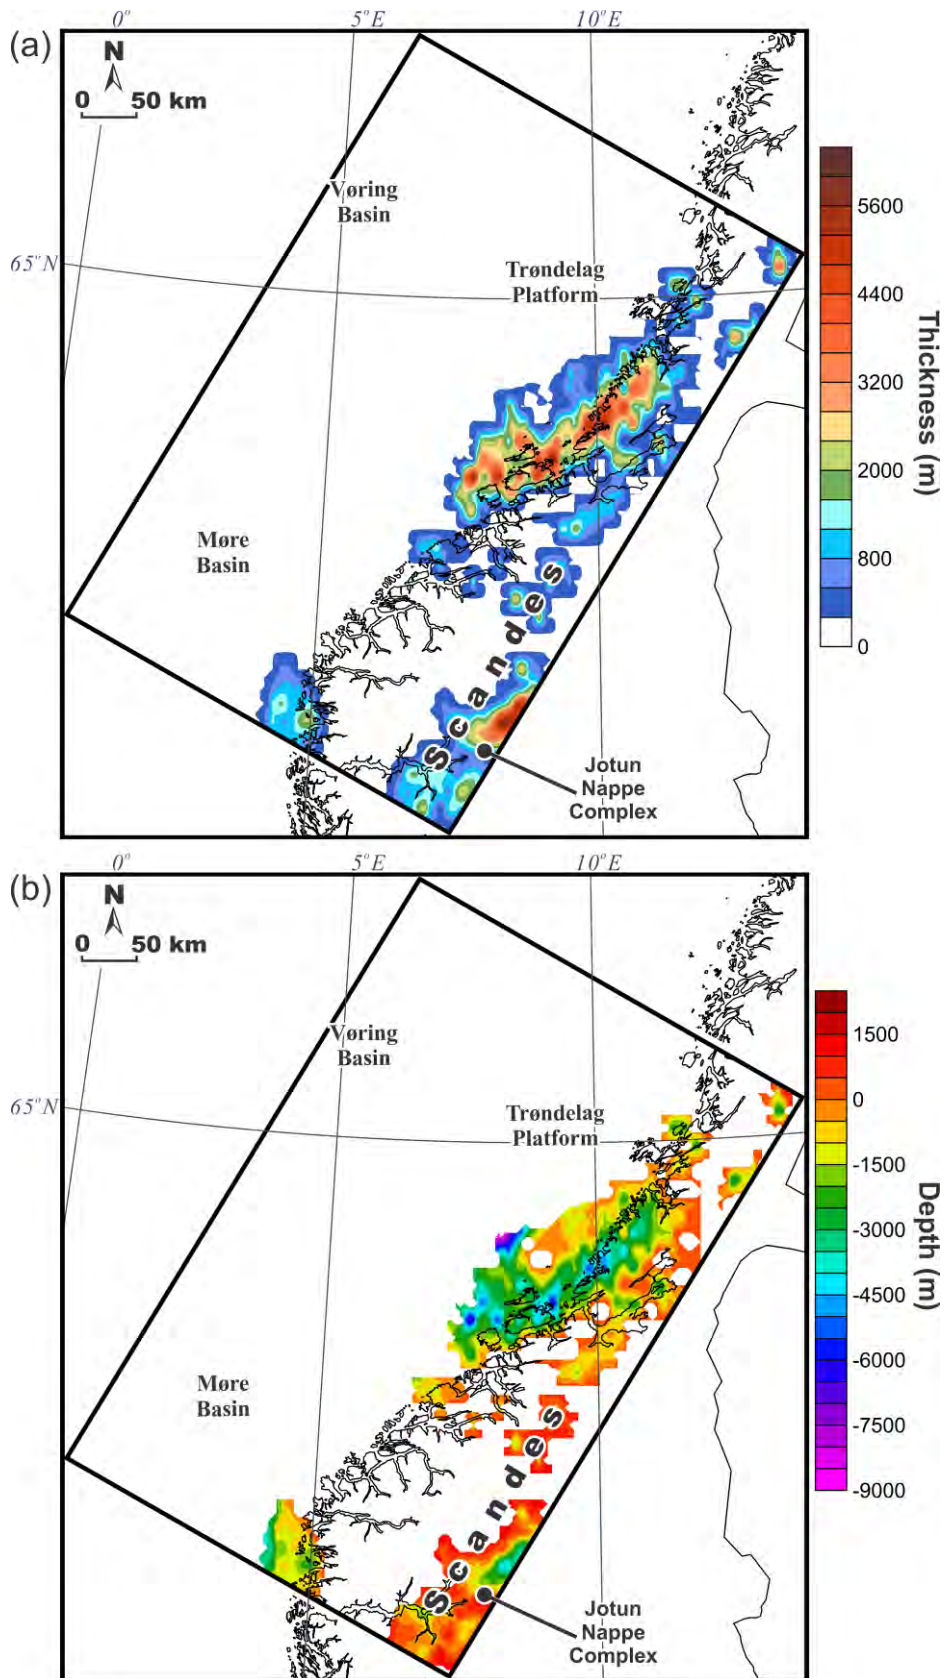 (a)
0° 5°E 10°E
N
0 50 km
Vøring
Basin
65°N
Trøndelag
Platform
5600
4400
3200
2000
800
0
Thickness (m)
Møre
Basin
Scandes
Jotun
Nappe
Complex
(b)
0° 5°E 10°E
N
0 50 km
Vøring
Basin
65°N
Trøndelag
Platform
1500
0
-1500
-3000
-4500
-6000
-7500
-9000
Depth (m)
Møre
Basin
Scandes
Jotun
Nappe
Complex